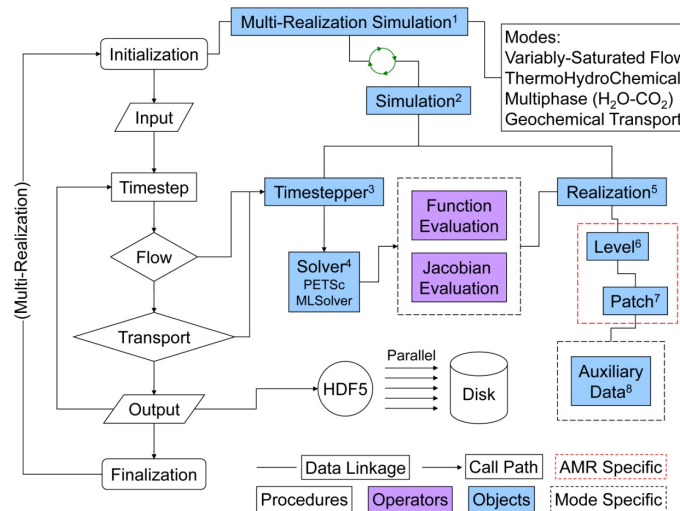 Multi-Realization Simulation¹
Modes:
Variably-Saturated Flow
ThermoHydroChemical
Multiphase (H₂O-CO₂)
Geochemical Transport
Initialization
Simulation²
Input
(Multi-Realization)
Timestep
Timestepper³
Function
Evaluation
Realization⁵
Flow
Solver⁴
PETSc
MLSolver
Jacobian
Evaluation
Level⁶
Patch⁷
Transport
Parallel
HDF5
Disk
Auxiliary
Data⁸
Output
Finalization
Data Linkage
Call Path
AMR Specific
Procedures
Operators
Objects
Mode Specific